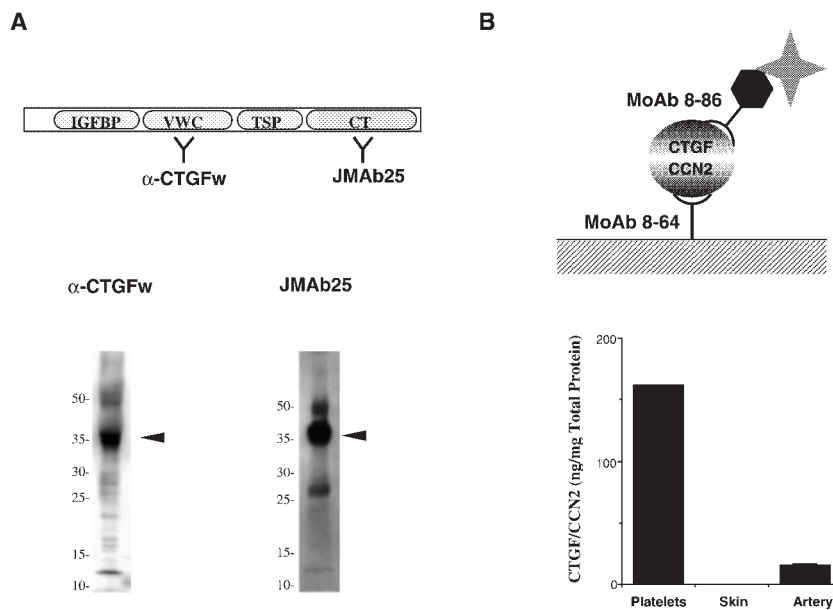 A
IGFBP VWC TSP CT
α-CTGFw JMAb25
α-CTGFw JMAb25
50-
35-
30-
25-
15-
10-
50-
35-
30-
25-
15-
10-
B
MoAb 8-86
CTGF
CCN2
MoAb 8-64
CTGF/CCN2 (ng/mg Total Protein)
200
100
0
Platelets Skin Artery